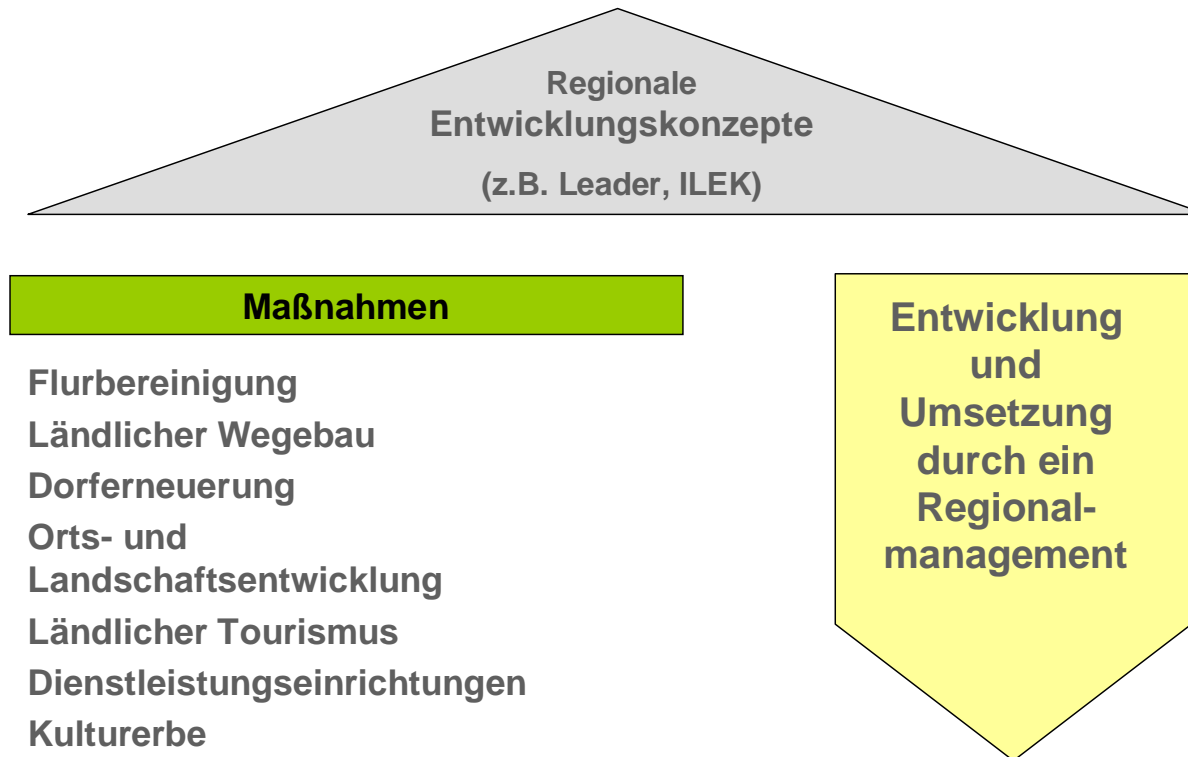 Regionale
Entwicklungskonzepte
(z.B. Leader, ILEK)
Maßnahmen
Flurbereinigung
Ländlicher Wegebau
Dorferneuerung
Orts- und
Landschaftsentwicklung
Ländlicher Tourismus
Dienstleistungseinrichtungen
Kulturerbe
Entwicklung
und
Umsetzung
durch ein
Regional-
management